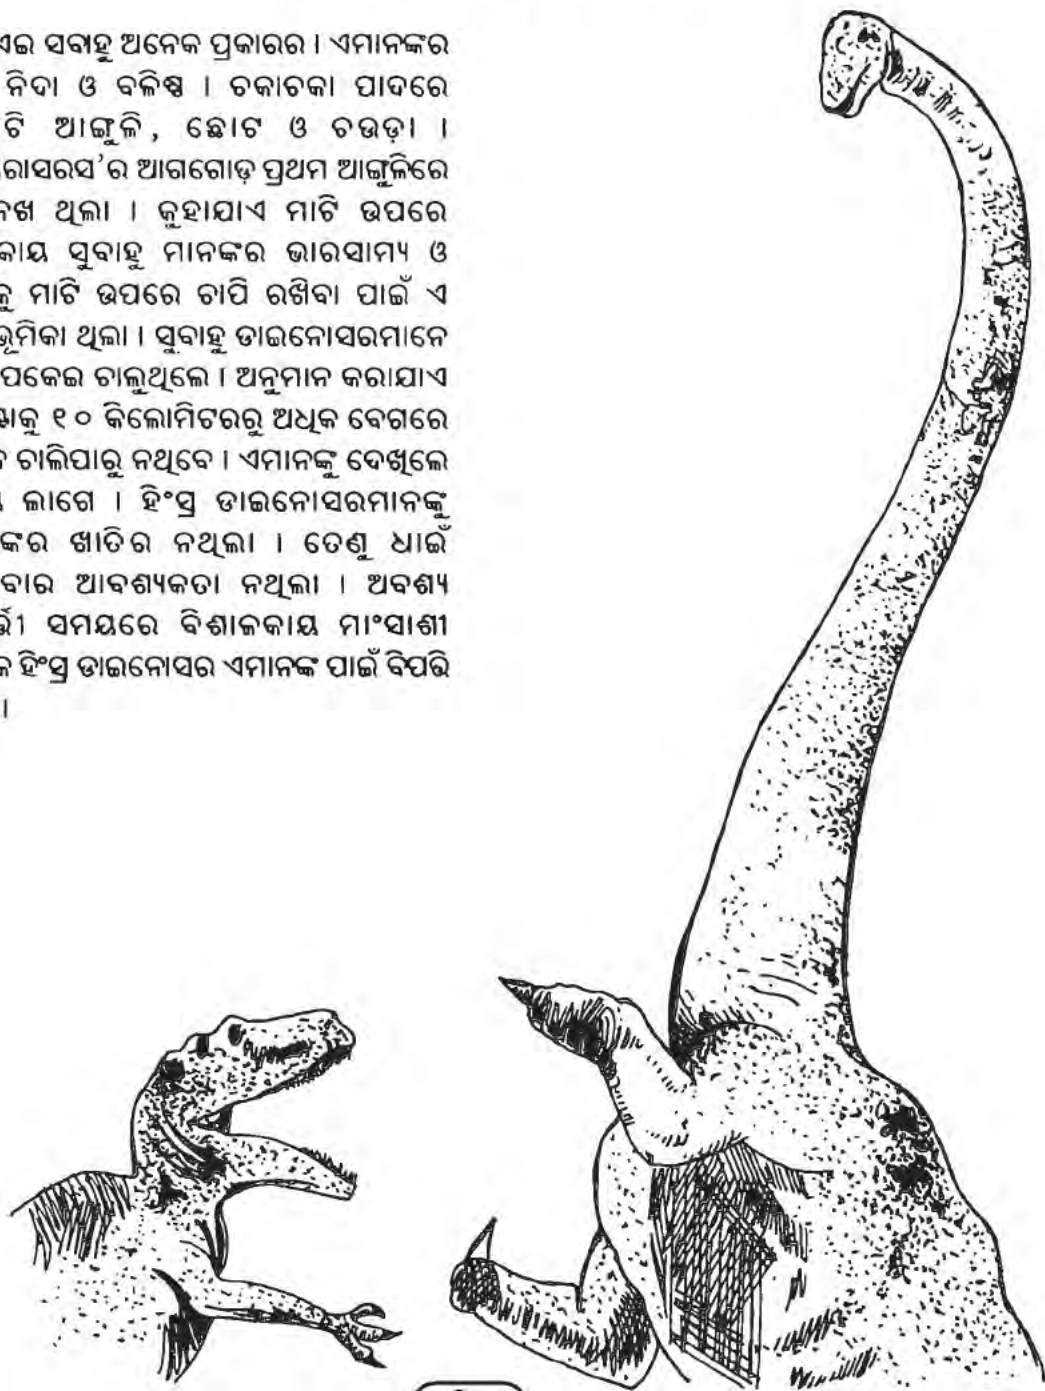 ଏଇ ସବାହୁ ଅନେକ ପ୍ରକାରର । ଏମାନଙ୍କର
ନିଦା ଓ ବଳିଷ୍ଠ । ଚକାଚକା ପାଦରେ
ଟି ଆଙ୍ଗୁଳି, ଛୋଟ ଓ ଚଉଡ଼ା ।
ରାସରସ’ର ଆଗଗୋଡ଼ ପ୍ରଥମ ଆଙ୍ଗୁଳିରେ
ନଖ ଥିଲା । କୁହାଯାଏ ମାଟି ଉପରେ
କାୟ ସୁବାହୁ ମାନଙ୍କର ଭାରସାମ୍ୟ ଓ
କୁ ମାଟି ଉପରେ ଚାପି ରଖିବା ପାଇଁ ଏ
ଭୂମିକା ଥିଲା । ସୁବାହୁ ଡାଇନୋସରମାନେ
ପକେଇ ଚାଲୁଥିଲେ । ଅନୁମାନ କରାଯାଏ
ଣ୍ଟାକୁ ୧୦ କିଲୋମିଟରରୁ ଅଧିକ ବେଗରେ
ଚାଲିପାରୁ ନଥିବେ । ଏମାନଙ୍କୁ ଦେଖିଲେ
ଲାଗେ । ହିଂସ୍ର ଡାଇନୋସରମାନଙ୍କୁ
ଙ୍କର ଖାତିର ନଥିଲା । ତେଣୁ ଧାଇଁ
ବାର ଆବଶ୍ୟକତା ନଥିଲା । ଅବଶ୍ୟ
ର୍ତ୍ତୀ ସମୟରେ ବିଶାଳକାୟ ମାଂସାଶୀ
କ ହିଂସ୍ର ଡାଇନୋସର ଏମାନଙ୍କ ପାଇଁ ବିପରି
।